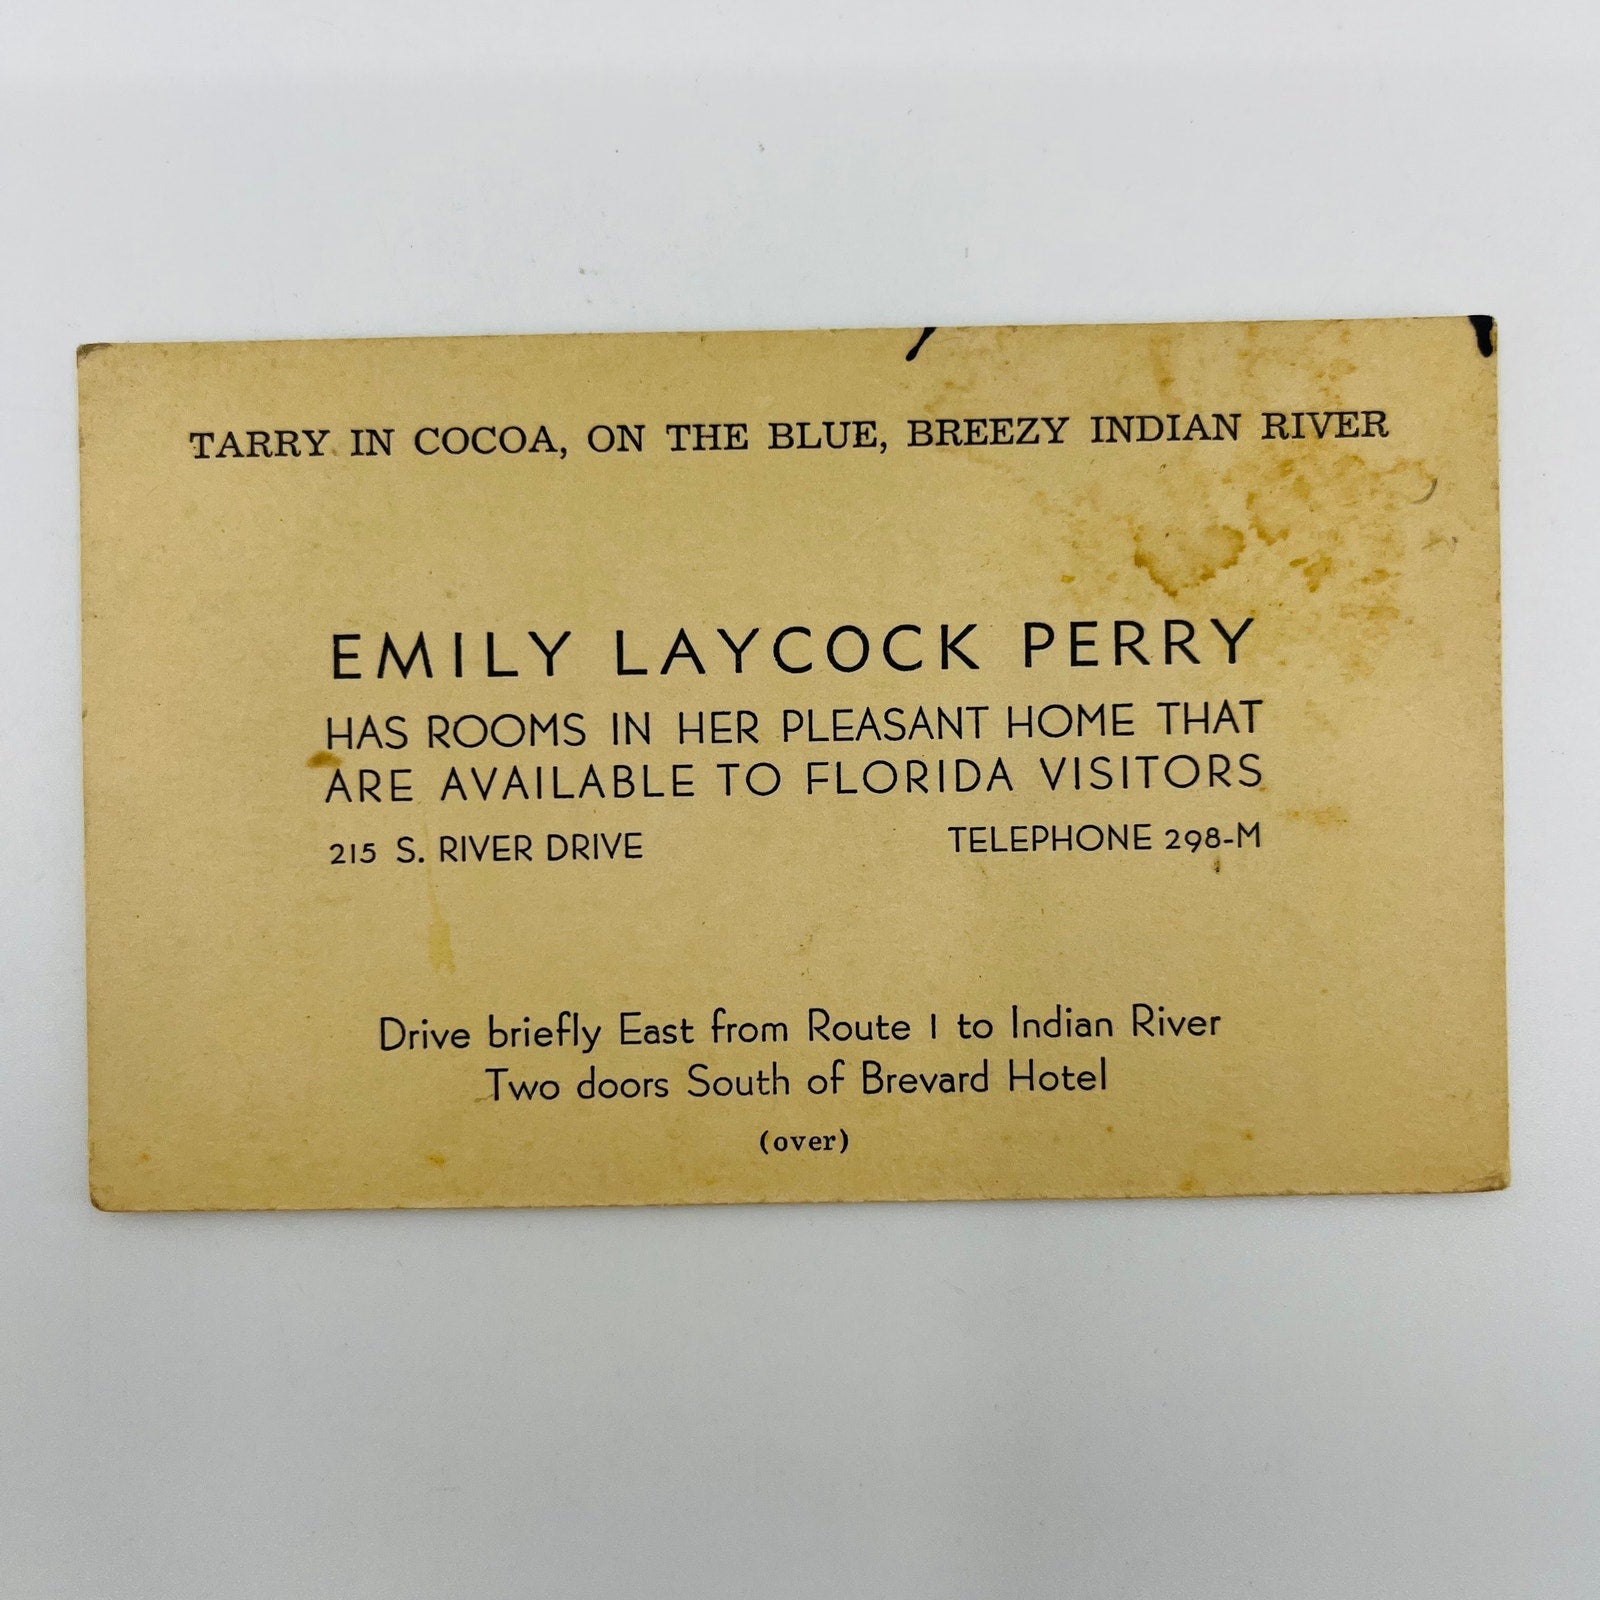 TARRY IN COCOA, ON THE BLUE, BREEZY INDIAN RIVER
EMILY LAYCOCK PERRY
HAS ROOMS IN HER PLEASANT HOME THAT
ARE AVAILABLE TO FLORIDA VISITORS
215 S. RIVER DRIVE TELEPHONE 298-M
Drive briefly East from Route 1 to Indian River
Two doors South of Brevard Hotel
(over)